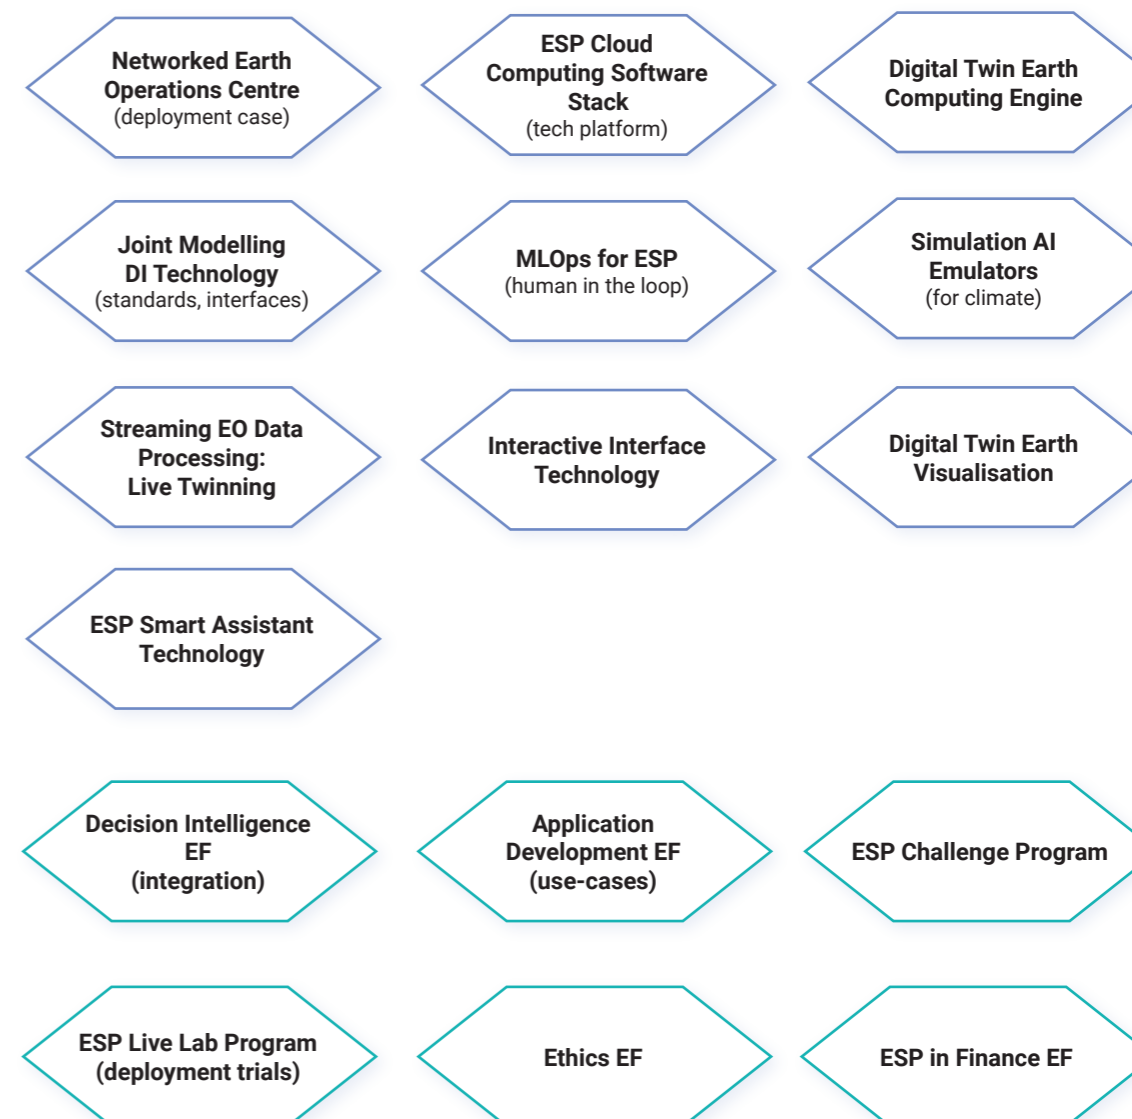 Networked Earth
Operations Centre
(deployment case)
ESP Cloud
Computing Software
Stack
(tech platform)
Digital Twin Earth
Computing Engine
Joint Modelling
DI Technology
(standards, interfaces)
MLOps for ESP
(human in the loop)
Simulation AI
Emulators
(for climate)
Streaming EO Data
Processing:
Live Twinning
Interactive Interface
Technology
Digital Twin Earth
Visualisation
ESP Smart Assistant
Technology
Decision Intelligence
EF
(integration)
Application
Development EF
(use-cases)
ESP Challenge Program
ESP Live Lab Program
(deployment trials)
Ethics EF
ESP in Finance EF